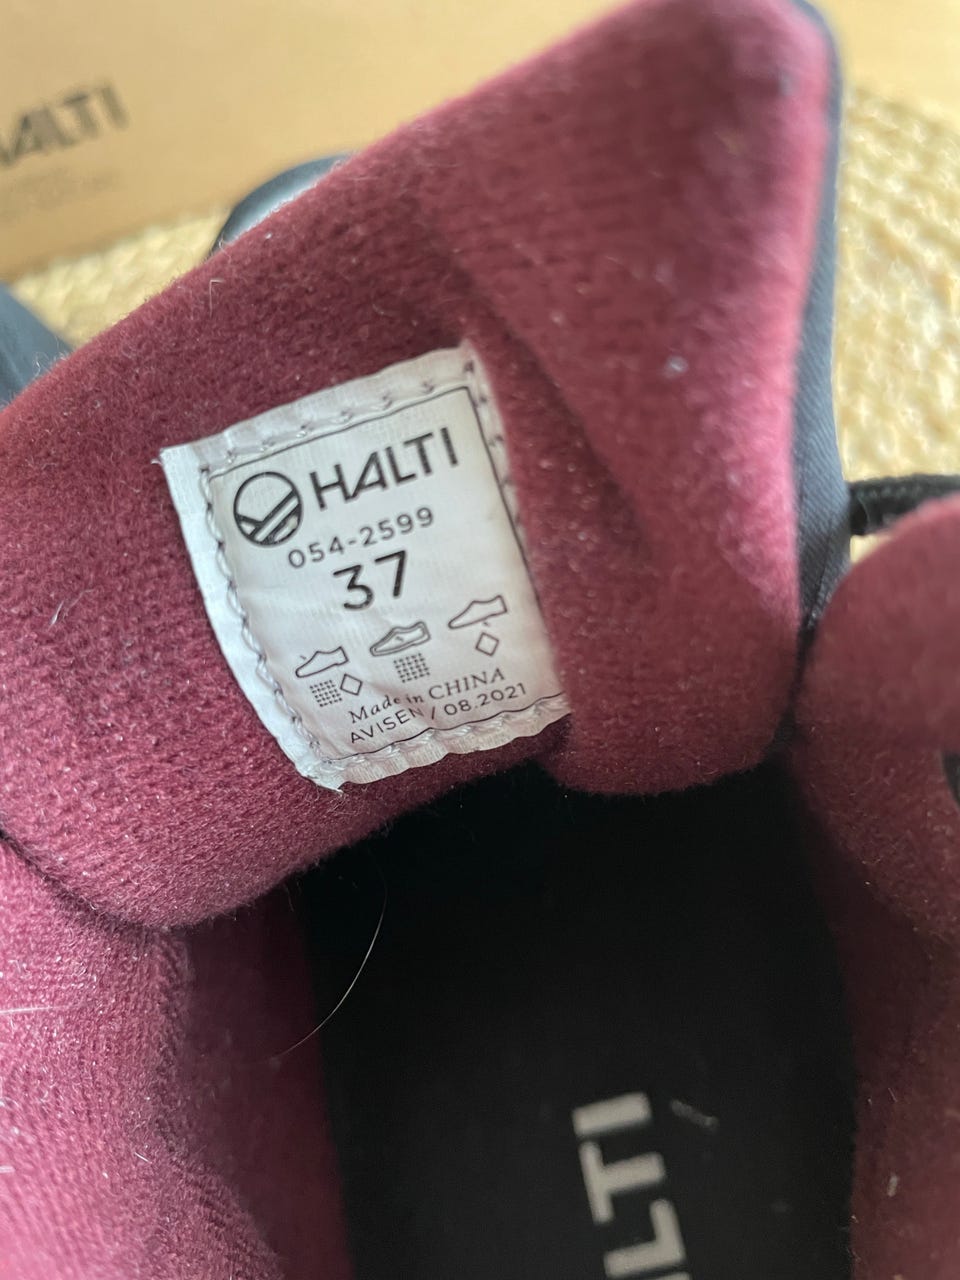 HALTI
HALTI
054-2599
37
Made in CHINA
AVISEN / 08.2021